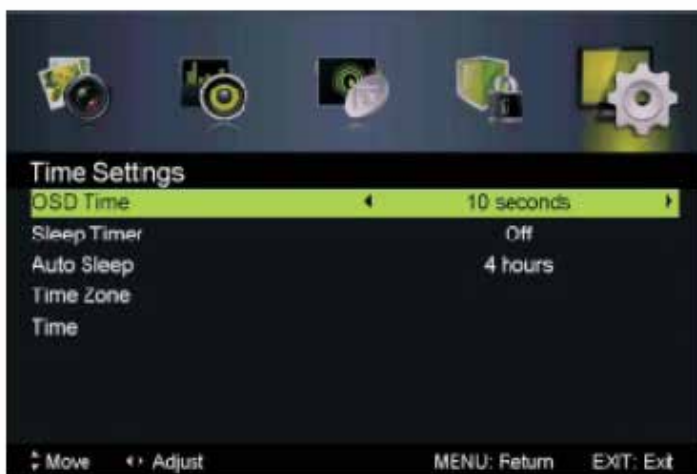 Time Settings
OSD Time 10 seconds
Sleep Timer Off
Auto Sleep 4 hours
Time Zone
Time
Move Adjust MENU: Return EXIT: Exit